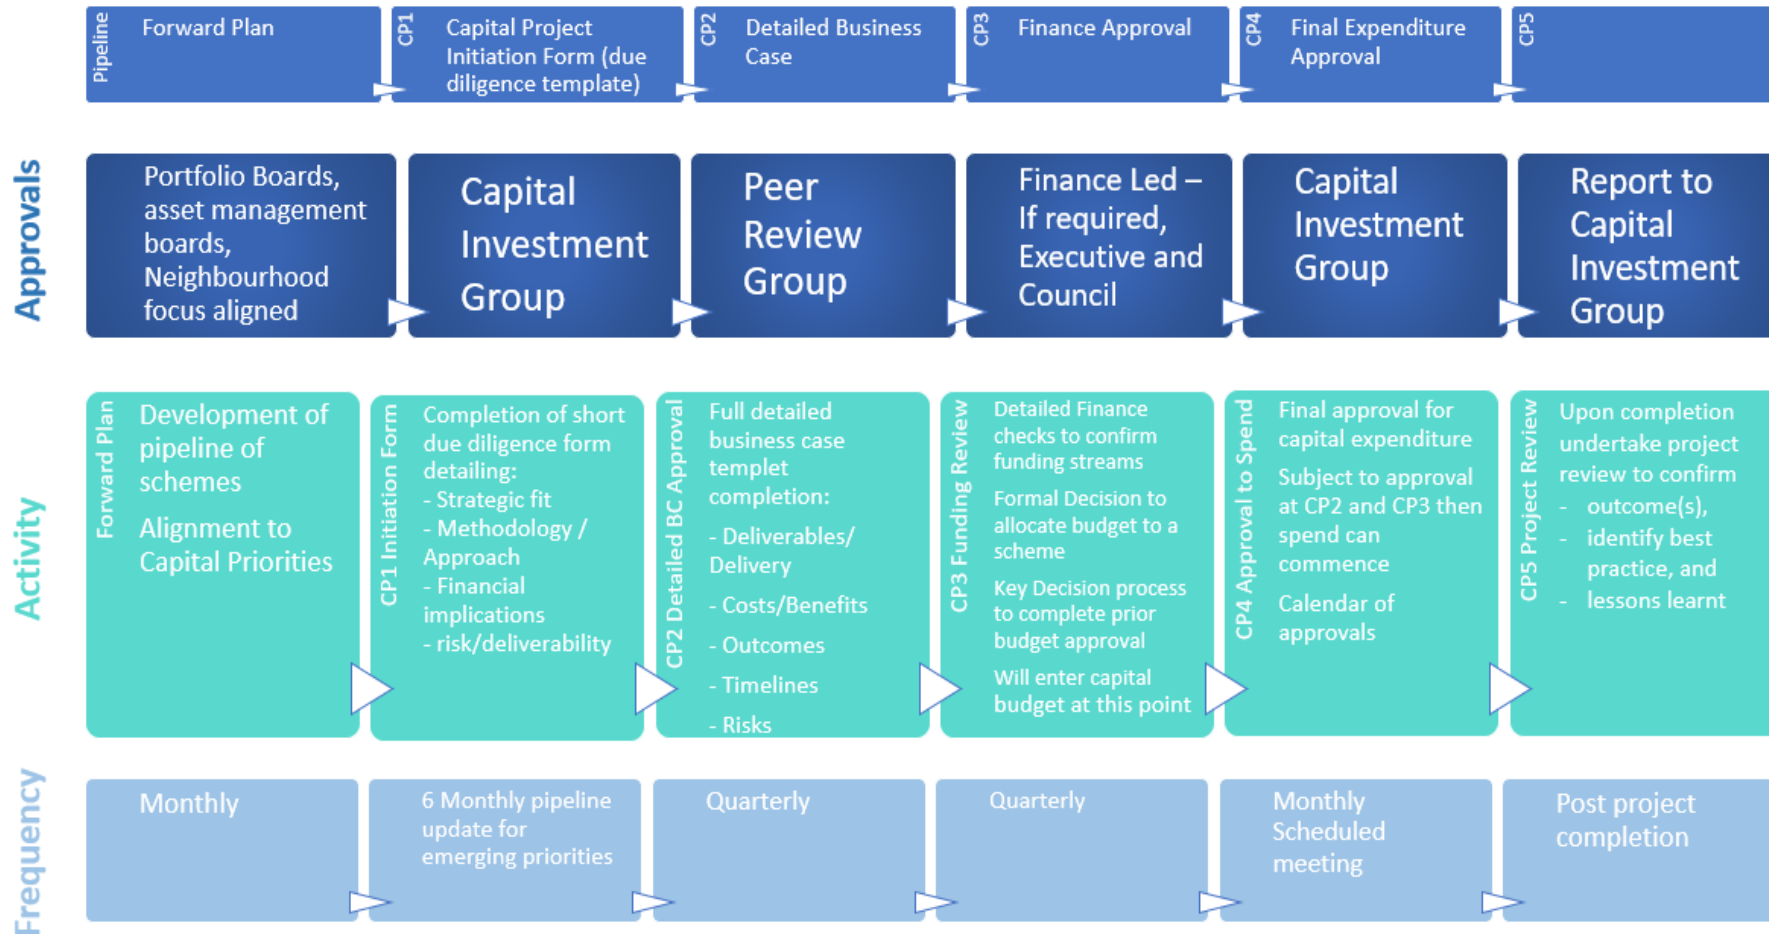 Pipeline
Forward Plan
CP1
Capital Project
Initiation Form (due
diligence template)
CP2
Detailed Business
Case
CP3
Finance Approval
CP4
Final Expenditure
Approval
CP5
Approvals
Portfolio Boards,
asset management
boards,
Neighbourhood
focus aligned
Capital
Investment
Group
Peer
Review
Group
Finance Led –
If required,
Executive and
Council
Capital
Investment
Group
Report to
Capital
Investment
Group
Activity
Forward Plan
Development of
pipeline of
schemes
Alignment to
Capital Priorities
CP1 Initiation Form
Completion of short
due diligence form
detailing:
- Strategic fit
- Methodology /
Approach
- Financial
implications
- risk/deliverability
CP2 Detailed BC Approval
Full detailed
business case
templet
completion:
- Deliverables/
Delivery
- Costs/Benefits
- Outcomes
- Timelines
- Risks
CP3 Funding Review
Detailed Finance
checks to confirm
funding streams
Formal Decision to
allocate budget to a
scheme
Key Decision process
to complete prior
budget approval
Will enter capital
budget at this point
CP4 Approval to Spend
Final approval for
capital expenditure
Subject to approval
at CP2 and CP3 then
spend can
commence
Calendar of
approvals
CP5 Project Review
Upon completion
undertake project
review to confirm
- outcome(s),
- identify best
practice, and
- lessons learnt
Frequency
Monthly
6 Monthly pipeline
update for
emerging priorities
Quarterly
Quarterly
Monthly
Scheduled
meeting
Post project
completion